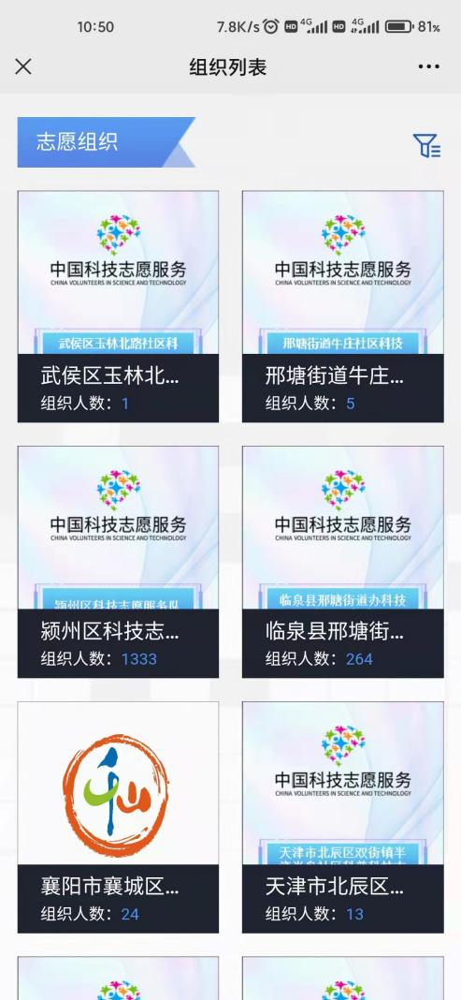 10:50 7.8K/s HD 4G HD 4G 81%
组织列表
志愿组织
中国科技志愿服务
CHINA VOLUNTEERS IN SCIENCE AND TECHNOLOGY
武侯区玉林北路社区科
武侯区玉林北...
组织人数：1
中国科技志愿服务
CHINA VOLUNTEERS IN SCIENCE AND TECHNOLOGY
邢塘街道牛庄社区科技
邢塘街道牛庄...
组织人数：5
中国科技志愿服务
CHINA VOLUNTEERS IN SCIENCE AND TECHNOLOGY
颍州区科技志愿服务队
颍州区科技志...
组织人数：1333
中国科技志愿服务
CHINA VOLUNTEERS IN SCIENCE AND TECHNOLOGY
临泉县邢塘街道办科技
临泉县邢塘街...
组织人数：264
襄阳市襄城区...
组织人数：24
中国科技志愿服务
CHINA VOLUNTEERS IN SCIENCE AND TECHNOLOGY
天津市北辰区双街镇半
天津市北辰区...
组织人数：13